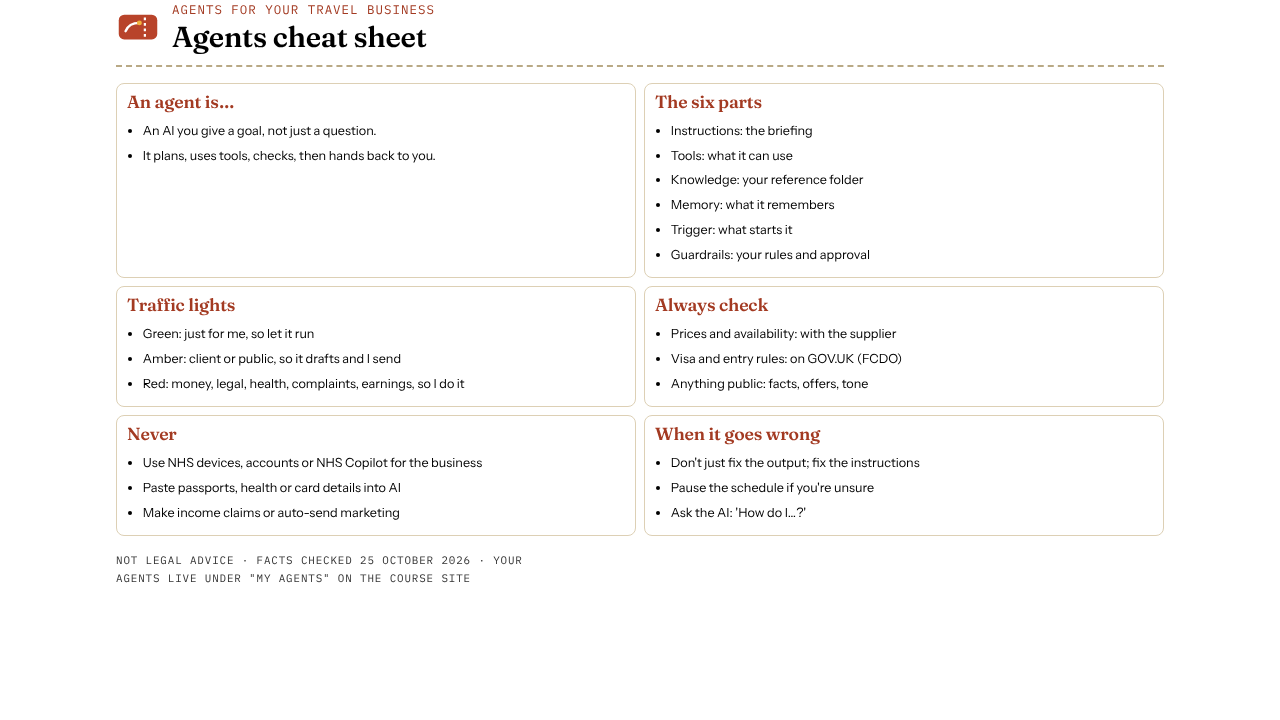 AGENTS FOR YOUR TRAVEL BUSINESS
Agents cheat sheet
An agent is...
An AI you give a goal, not just a question.
It plans, uses tools, checks, then hands back to you.
The six parts
Instructions: the briefing
Tools: what it can use
Knowledge: your reference folder
Memory: what it remembers
Trigger: what starts it
Guardrails: your rules and approval
Traffic lights
Green: just for me, so let it run
Amber: client or public, so it drafts and I send
Red: money, legal, health, complaints, earnings, so I do it
Always check
Prices and availability: with the supplier
Visa and entry rules: on GOV.UK (FCDO)
Anything public: facts, offers, tone
Never
Use NHS devices, accounts or NHS Copilot for the business
Paste passports, health or card details into AI
Make income claims or auto-send marketing
When it goes wrong
Don't just fix the output; fix the instructions
Pause the schedule if you're unsure
Ask the AI: 'How do I...?'
NOT LEGAL ADVICE · FACTS CHECKED 25 OCTOBER 2026 · YOUR
AGENTS LIVE UNDER "MY AGENTS" ON THE COURSE SITE